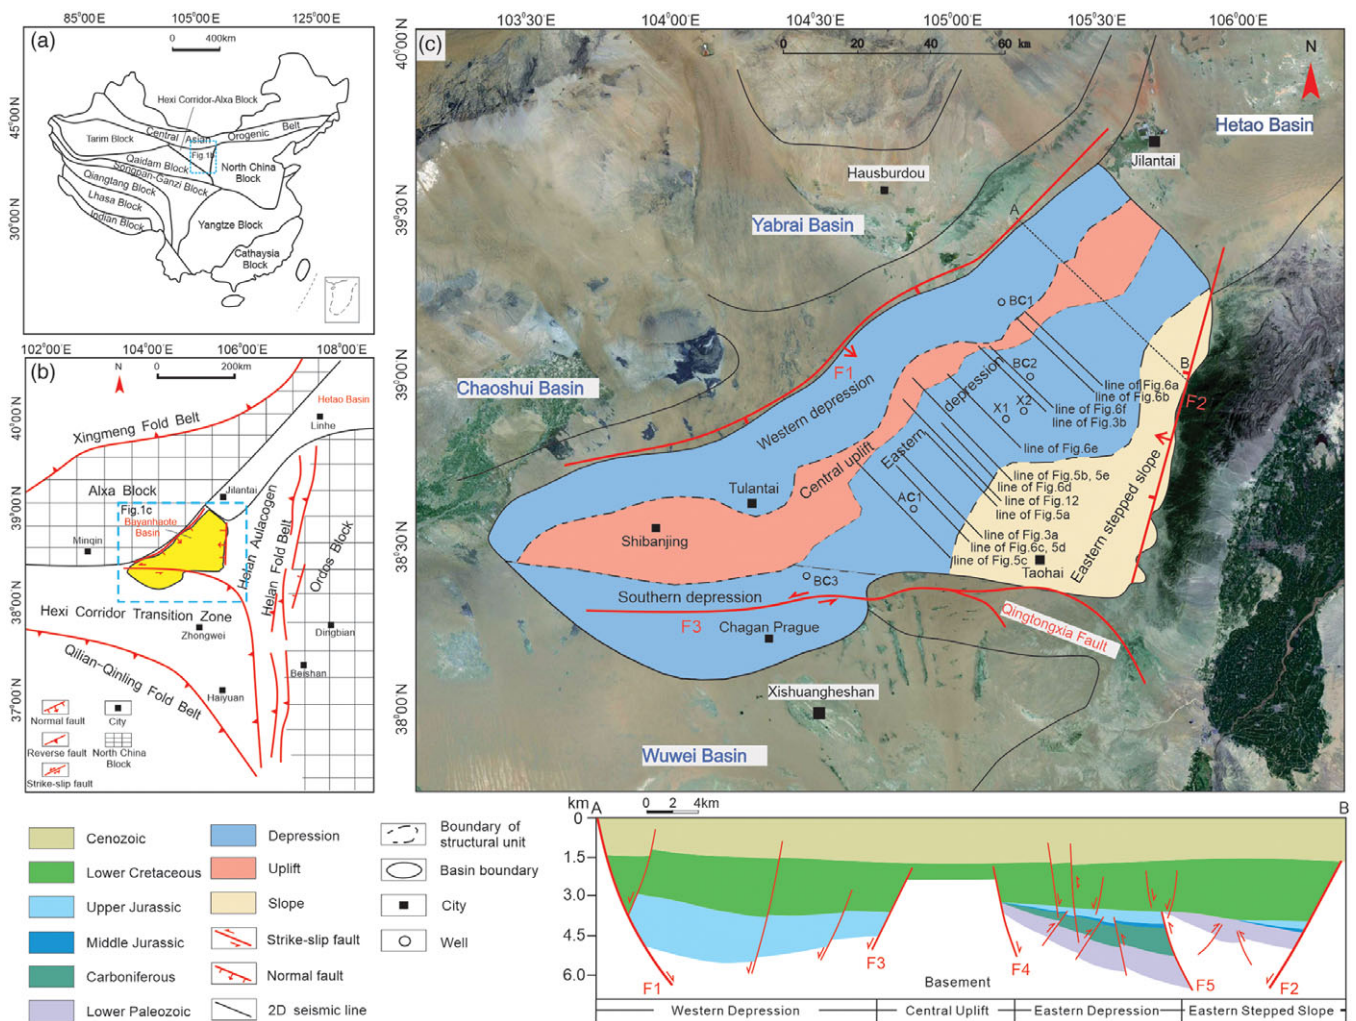 (a)
85°00'E
105°00'E
125°00'E
0 400km
45°00'N
30°00'N
Hexi Corridor-Alxa Block
Central Asian Orogenic Belt
Tarim Block
Fig.1b
Qaidam Block
North China
Block
Songpan-Ganzi Block
Qiangtang Block
Lhasa Block
Indian Block
Yangtze Block
Cathaysia
Block
(b)
102°00'E
104°00'E
106°00'E
108°00'E
N
0 200km
40°00'N
39°00'N
38°00'N
37°00'N
Hetao Basin
Linhe
Xingmeng Fold Belt
Alxa Block
Jilantai
Fig.1c
Bayanhaote
Basin
Minqin
Helan Aulacogen
Helan Fold Belt
Ordos Block
Hexi Corridor Transition Zone
Zhongwei
Dingbian
Beishan
Qilian-Qinling Fold Belt
Haiyuan
Normal fault
City
Reverse fault
North China
Block
Strike-slip fault
(c)
103°30'E
104°00'E
104°50'E
105°00'E
105°50'E
106°00'E
40°00'N
39°30'N
39°00'N
38°30'N
38°00'N
0 20 40 60 km
N
Hetao Basin
Jilantai
Hausburdou
Yabrai Basin
A
BC1
F1
Chaoshui Basin
Western depression
BC2
B
line of Fig.6a
line of Fig.6b
F2
X1
X2
line of Fig.6f
line of Fig.3b
Eastern depression
line of Fig.6e
Central uplift
line of Fig.5b, 5e
line of Fig.6d
line of Fig.12
line of Fig.5a
Eastern stepped slope
Tulantai
AC1
Shibanjing
line of Fig.3a
line of Fig.6c, 5d
line of Fig.5c
Taohai
BC3
Southern depression
F3
Qingtongxia Fault
Chagan Prague
Xishuangheshan
Wuwei Basin
Cenozoic
Lower Cretaceous
Upper Jurassic
Middle Jurassic
Carboniferous
Lower Paleozoic
Depression
Uplift
Slope
Strike-slip fault
Normal fault
2D seismic line
Boundary of
structural unit
Basin boundary
City
Well
km
A
0 2 4km
B
0
1.5
3.0
4.5
6.0
F1
F3
F4
F5
F2
Basement
Western Depression
Central Uplift
Eastern Depression
Eastern Stepped Slope